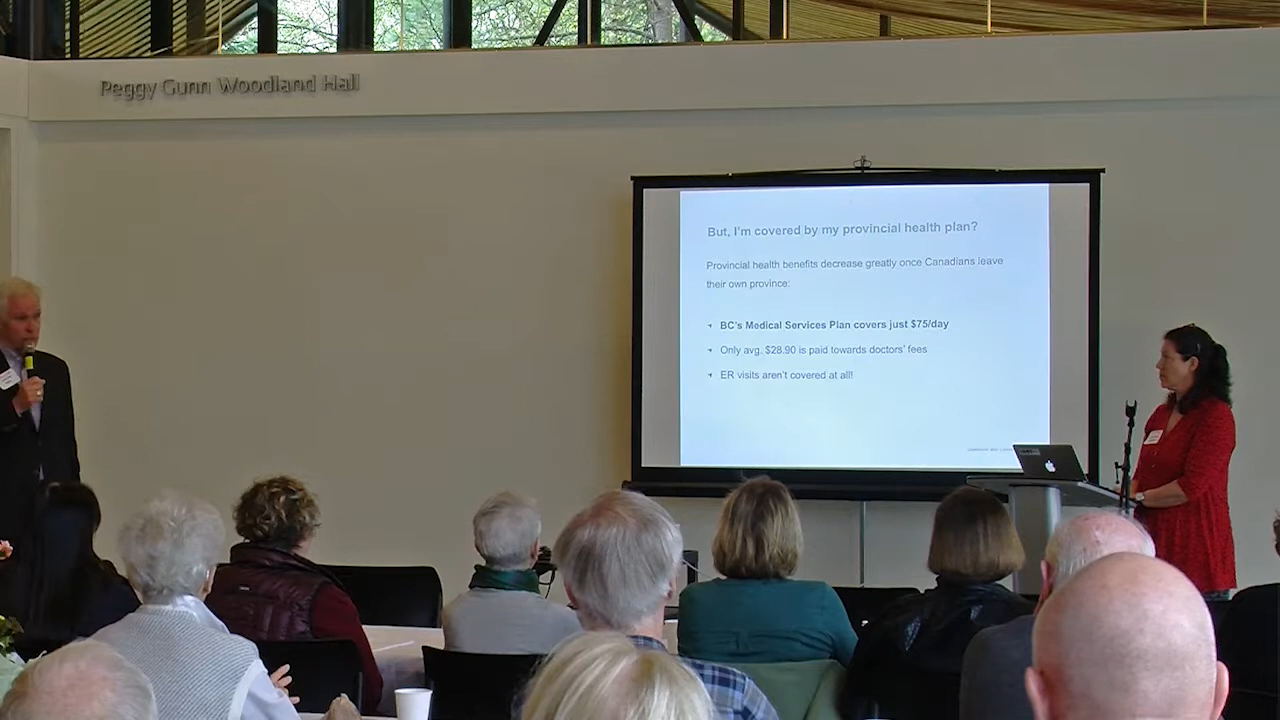 Peggy Gunn Woodland Hall
But, I'm covered by my provincial health plan?
Provincial health benefits decrease greatly once Canadians leave
their own province:
BC's Medical Services Plan covers just $75/day
Only avg. $28.90 is paid towards doctors' fees
ER visits aren't covered at all!